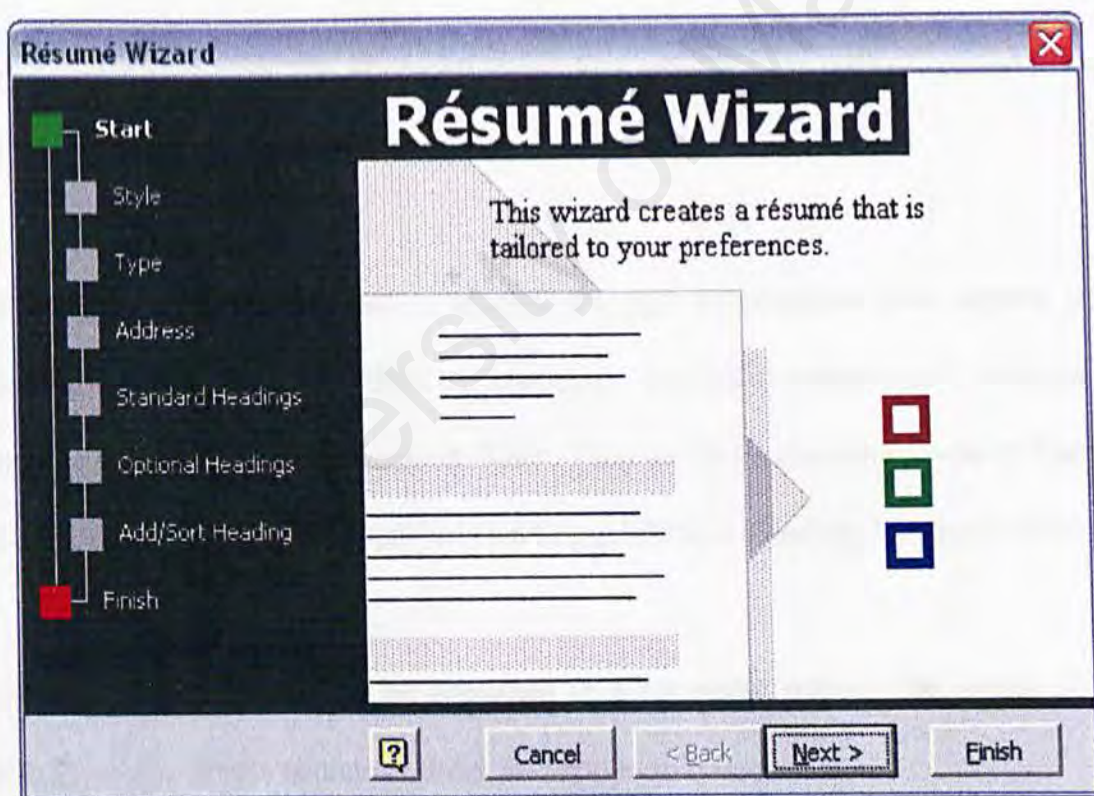 Résumé Wizard
Résumé Wizard
Start
Style
Type
Address
Standard Headings
Optional Headings
Add/Sort Heading
Finish
This wizard creates a résumé that is
tailored to your preferences.
?
Cancel
< Back
Next >
Finish